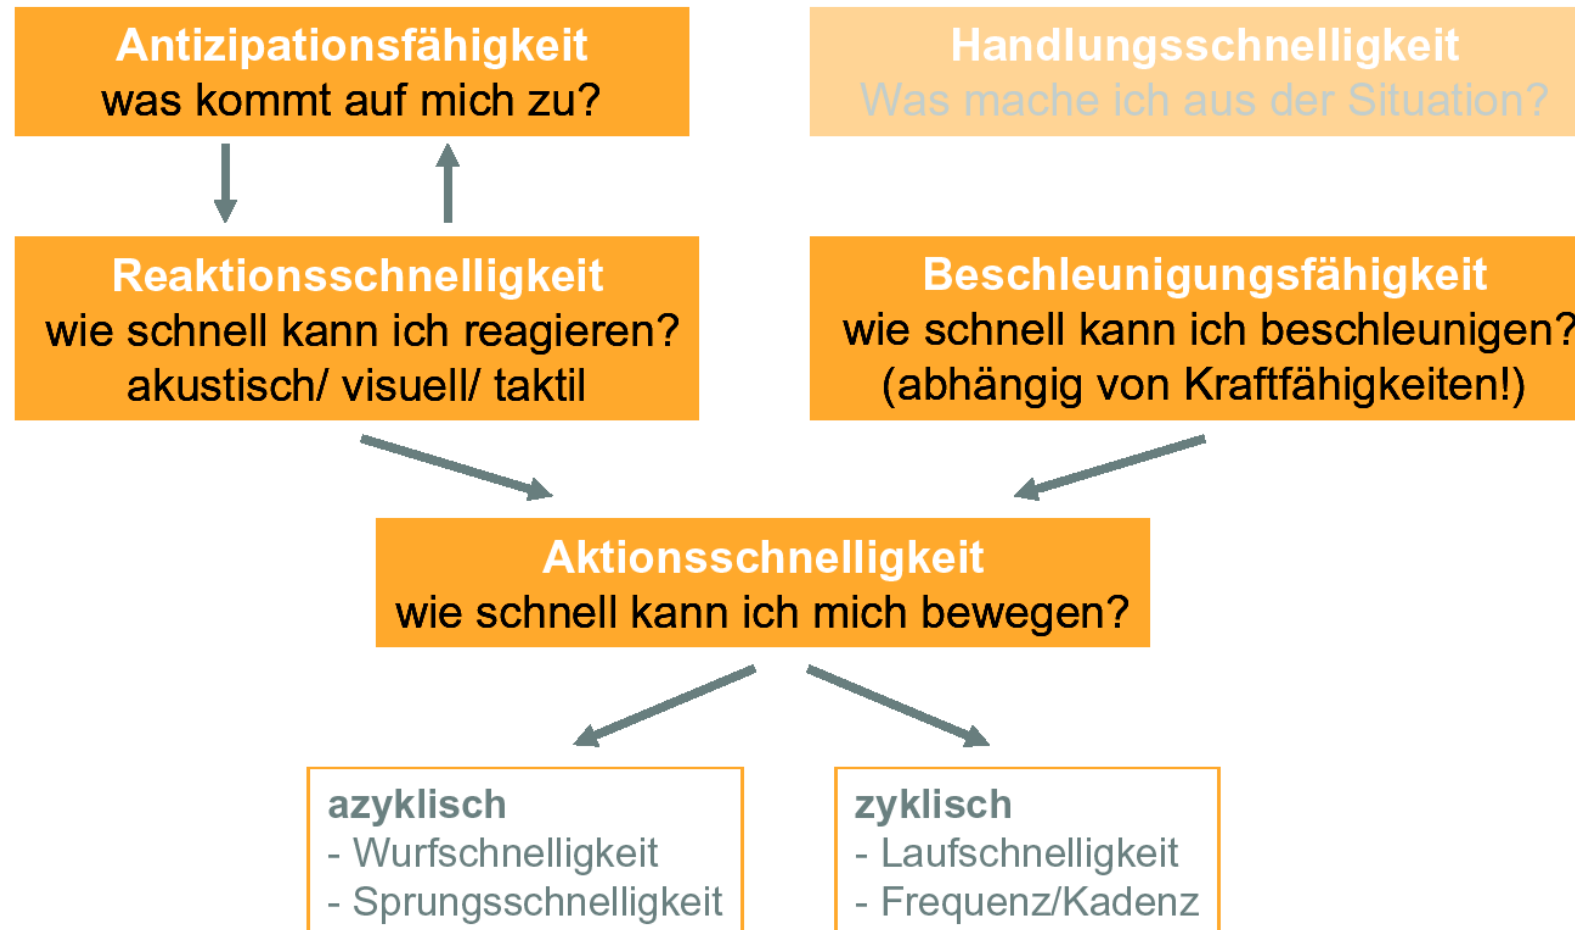 Antizipationsfähigkeit
was kommt auf mich zu?
Handlungsschnelligkeit
Was mache ich aus der Situation?
Reaktionsschnelligkeit
wie schnell kann ich reagieren?
akustisch/ visuell/ taktil
Beschleunigungsfähigkeit
wie schnell kann ich beschleunigen?
(abhängig von Kraftfähigkeiten!)
Aktionsschnelligkeit
wie schnell kann ich mich bewegen?
azyklisch
- Wurfschnelligkeit
- Sprungsschnelligkeit
zyklisch
- Laufschnelligkeit
- Frequenz/Kadenz